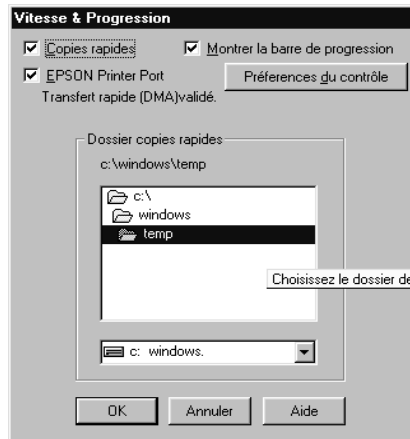 Vitesse & Progression
Copies rapides
Montrer la barre de progression
EPSON Printer Port
Préferences du contrôle
Transfert rapide (DMA)validé.
Dossier copies rapides
c:\windows\temp
c:\
windows
temp
Choisissez le dossier de
c: windows.
OK
Annuler
Aide